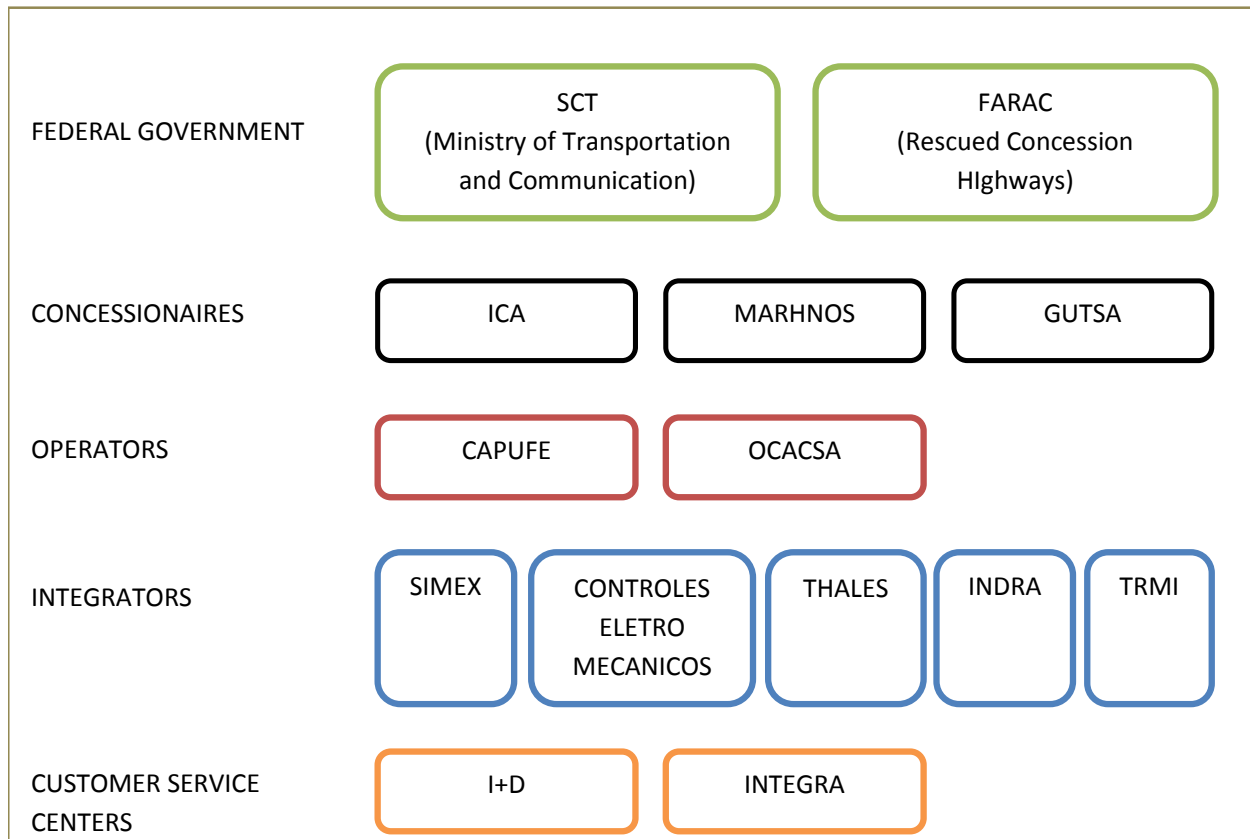 FEDERAL GOVERNMENT
SCT
(Ministry of Transportation
and Communication)
FARAC
(Rescued Concession
HIghways)
CONCESSIONAIRES
ICA
MARHNOS
GUTSA
OPERATORS
CAPUFE
OCACSA
INTEGRATORS
SIMEX
CONTROLES
ELETRO
MECANICOS
THALES
INDRA
TRMI
CUSTOMER SERVICE
CENTERS
I+D
INTEGRA